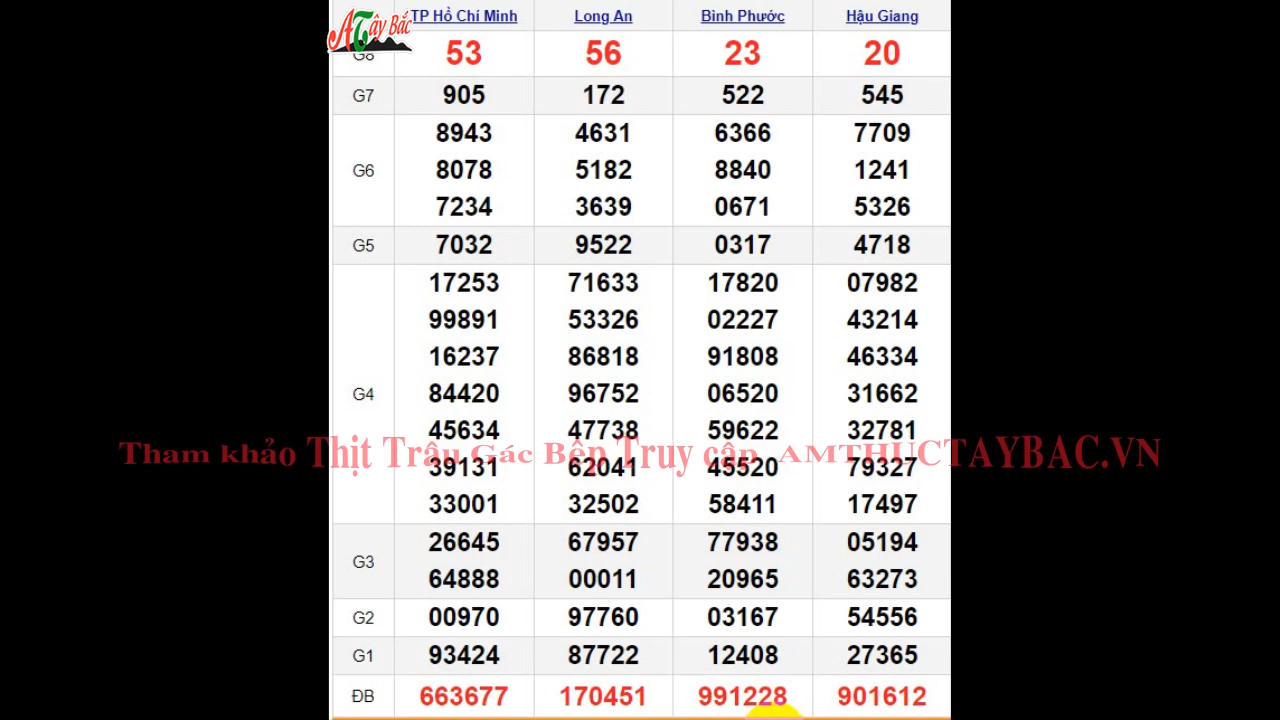 ATây Bắc
TP Hồ Chí Minh Long An Bình Phước Hậu Giang
G8 53 56 23 20
G7 905 172 522 545
8943 4631 6366 7709
G6 8078 5182 8840 1241
7234 3639 0671 5326
G5 7032 9522 0317 4718
17253 71633 17820 07982
99891 53326 02227 43214
16237 86818 91808 46334
G4 84420 96752 06520 31662
45634 47738 59622 32781
Tham khảo Thịt Trâu Gác Bếp Truy cập AMTHUCTAYBAC.VN
39131 62041 45520 79327
33001 32502 58411 17497
26645 67957 77938 05194
G3
64888 00011 20965 63273
G2 00970 97760 03167 54556
G1 93424 87722 12408 27365
ĐB 663677 170451 991228 901612